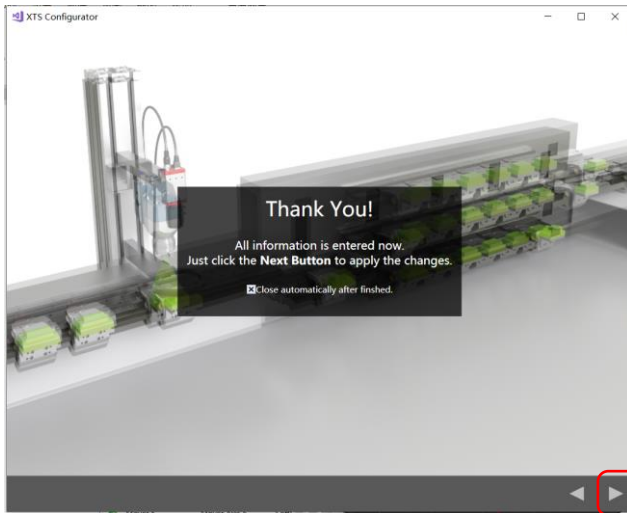 XTS Configurator
Thank You!
All information is entered now.
Just click the Next Button to apply the changes.
Close automatically after finshed.